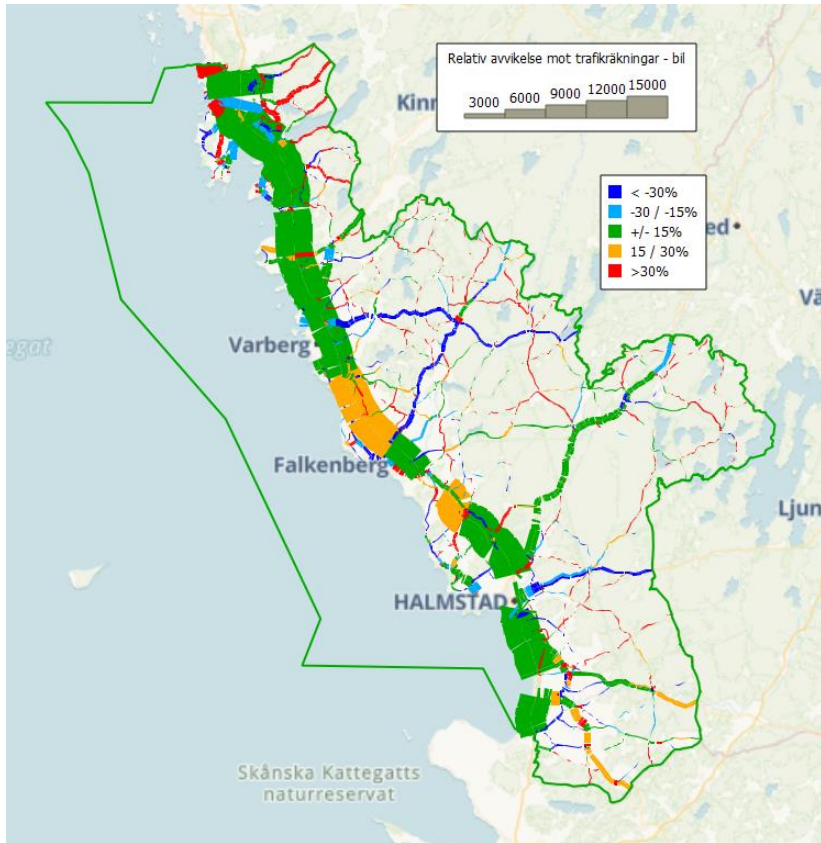 Relativ avvikelse mot trafikräkningar - bil
3000 6000 9000 12000 15000
Kinn
< -30%
-30 / -15%
+/- 15%
15 / 30%
>30%
ed
Vä
egat
Varberg
Falkenberg
Ljun
HALMSTAD
Skånska Kattegatts
naturreservat